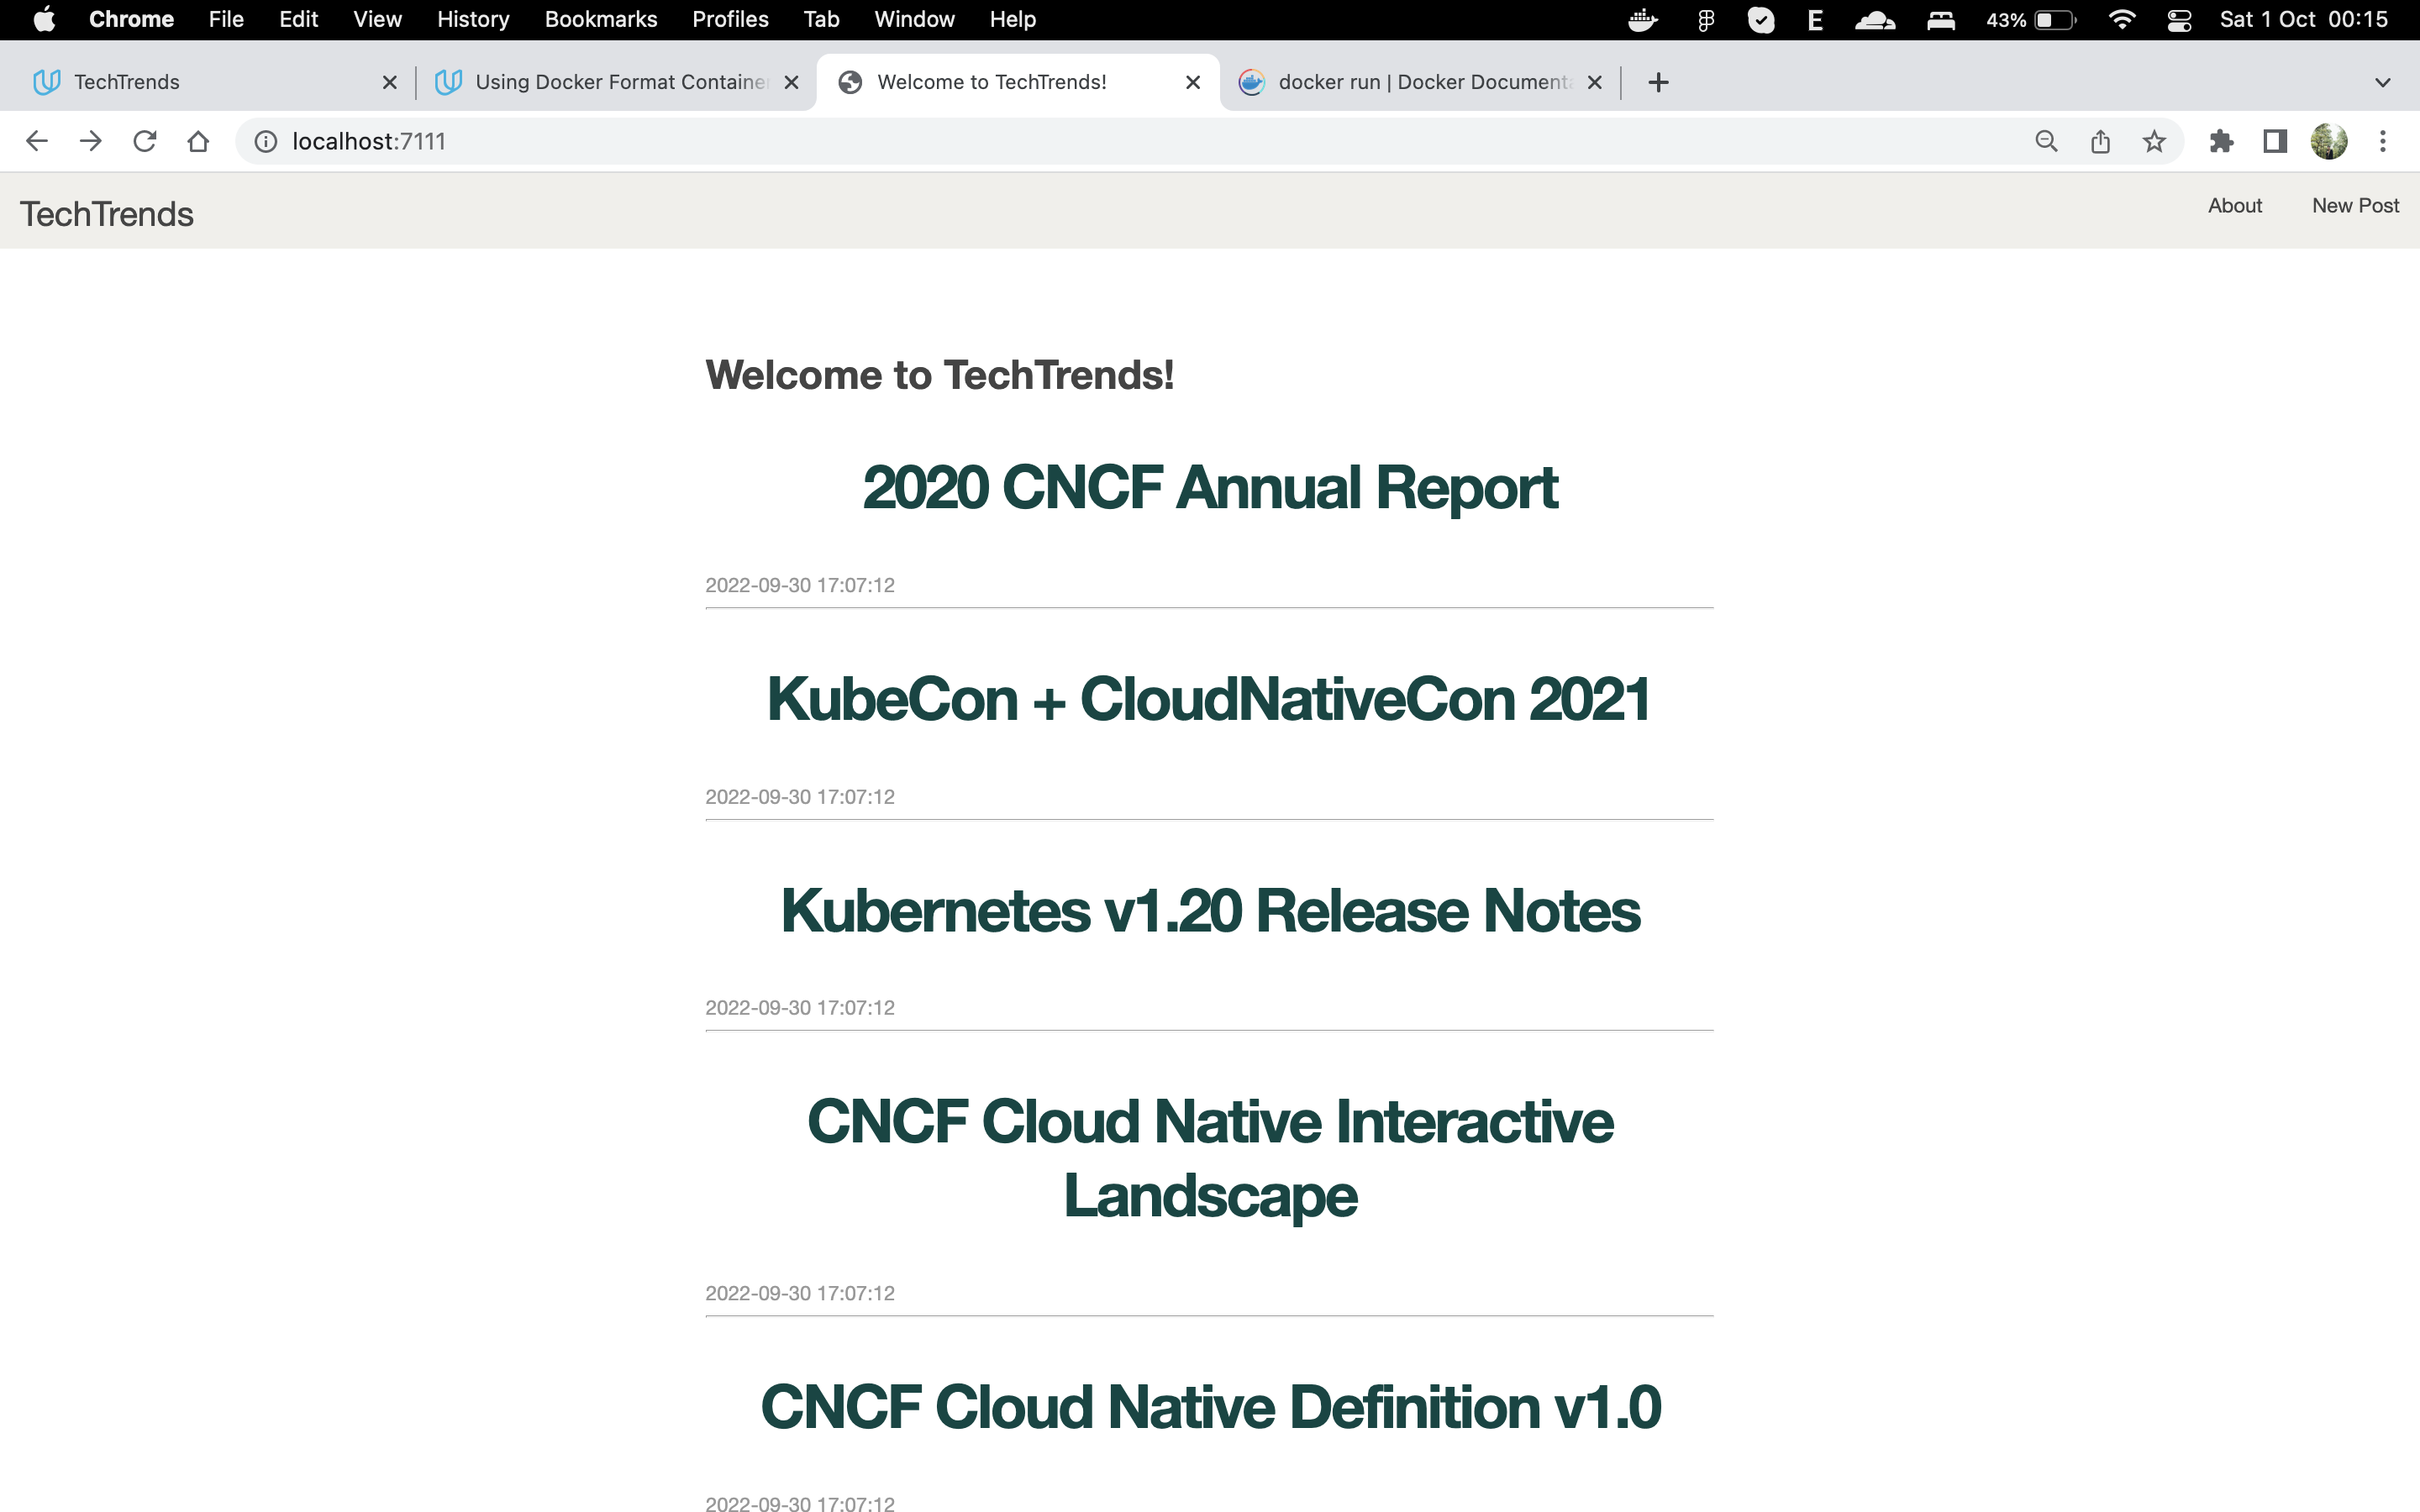 Chrome File Edit View History Bookmarks Profiles Tab Window Help E 43% Sat 1 Oct 00:15
TechTrends Using Docker Format Container Welcome to TechTrends! docker run | Docker Documenta
localhost:7111
TechTrends About New Post
Welcome to TechTrends!
2020 CNCF Annual Report
2022-09-30 17:07:12
KubeCon + CloudNativeCon 2021
2022-09-30 17:07:12
Kubernetes v1.20 Release Notes
2022-09-30 17:07:12
CNCF Cloud Native Interactive
Landscape
2022-09-30 17:07:12
CNCF Cloud Native Definition v1.0
2022-09-30 17:07:12